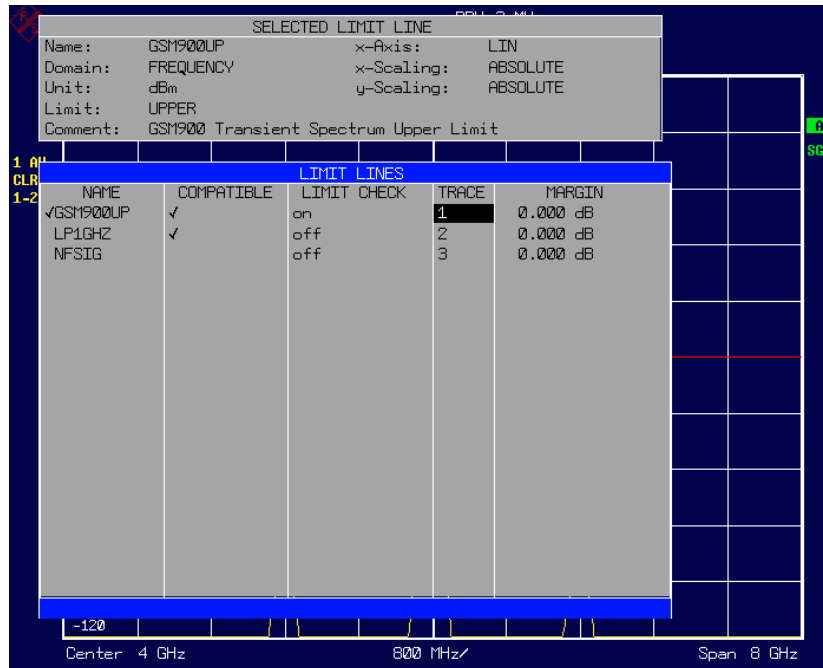 R/S
SELECTED LIMIT LINE
Name: GSM900UP x-Axis: LIN
Domain: FREQUENCY x-Scaling: ABSOLUTE
Unit: dBm y-Scaling: ABSOLUTE
Limit: UPPER
Comment: GSM900 Transient Spectrum Upper Limit
A
SG
1
CLR
1-2
LIMIT LINES
NAME COMPATIBLE LIMIT CHECK TRACE MARGIN
✓GSM900UP ✓ on 1 0.000 dB
LP1GHZ ✓ off 2 0.000 dB
NFSIG off 3 0.000 dB
-120
Center 4 GHz 800 MHz/ Span 8 GHz